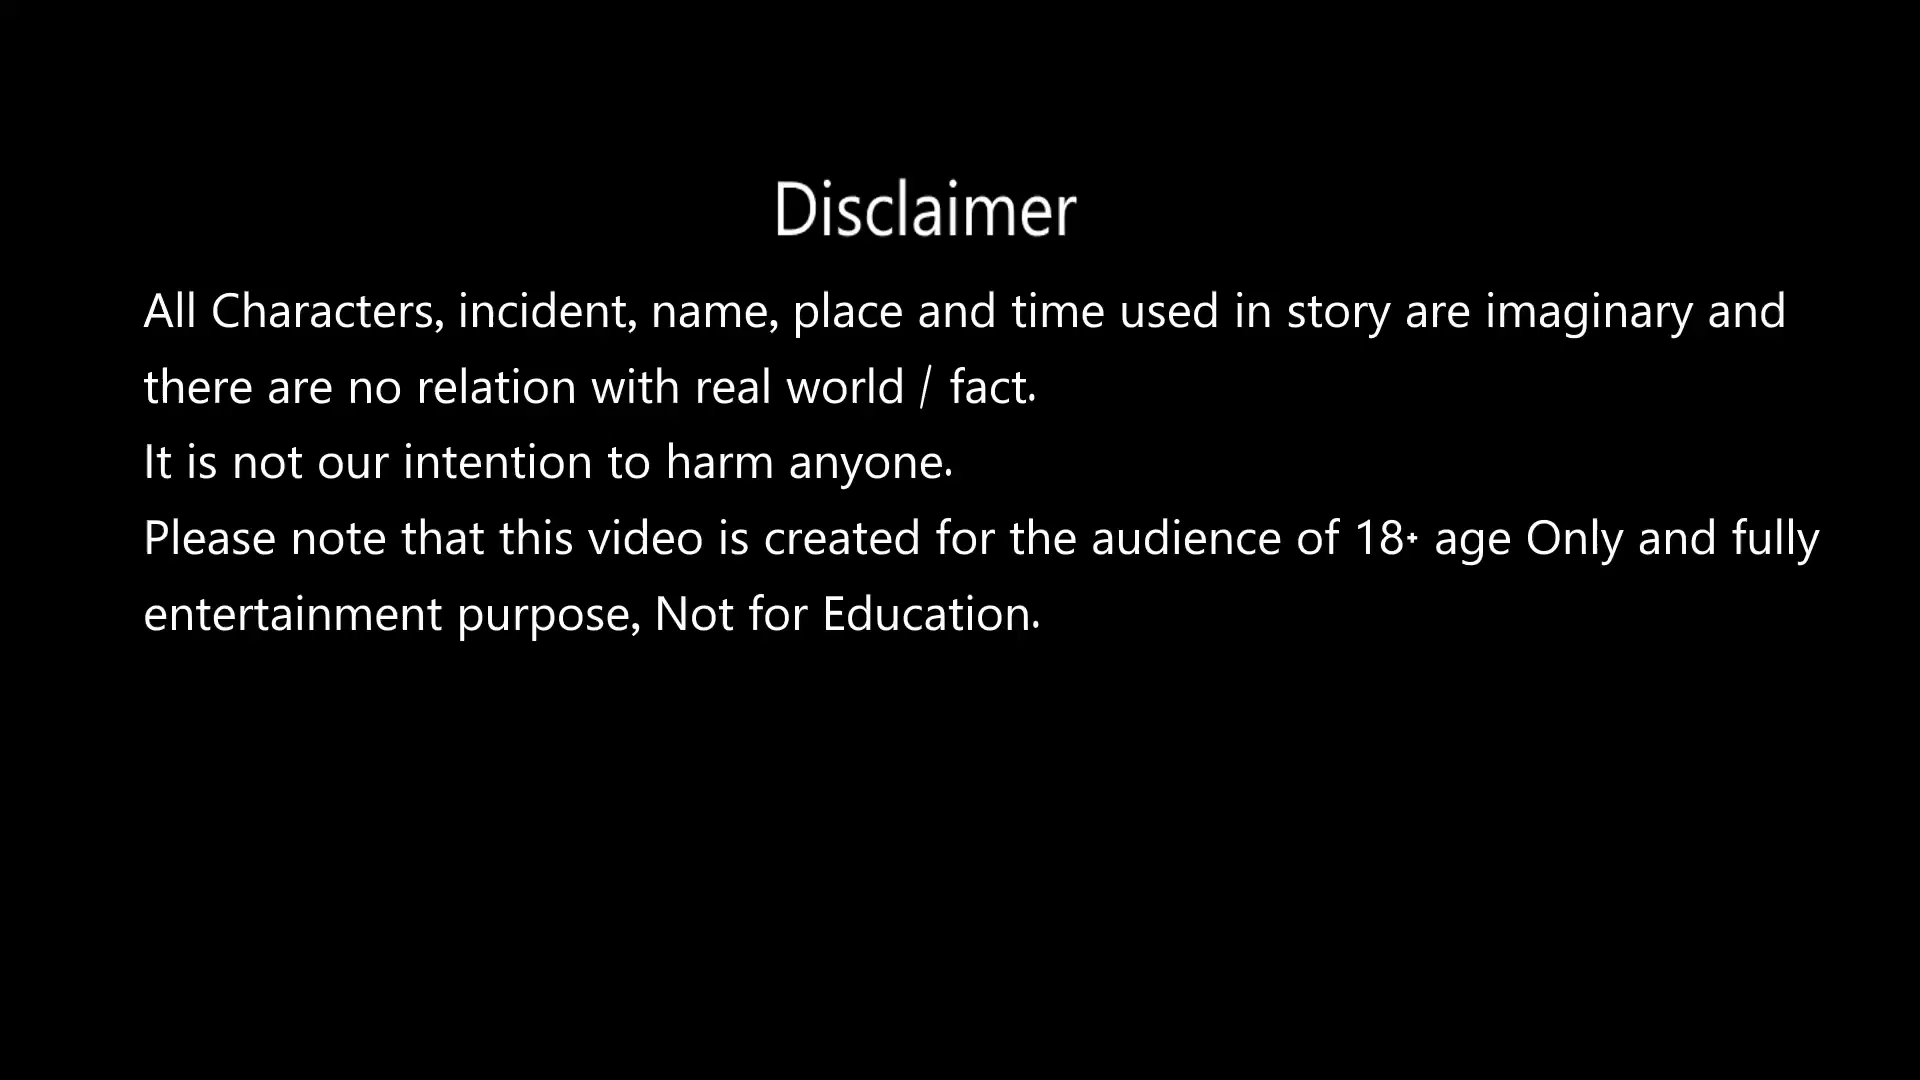 Disclaimer
All Characters, incident, name, place and time used in story are imaginary and
there are no relation with real world / fact.
It is not our intention to harm anyone.
Please note that this video is created for the audience of 18+ age Only and fully
entertainment purpose, Not for Education.